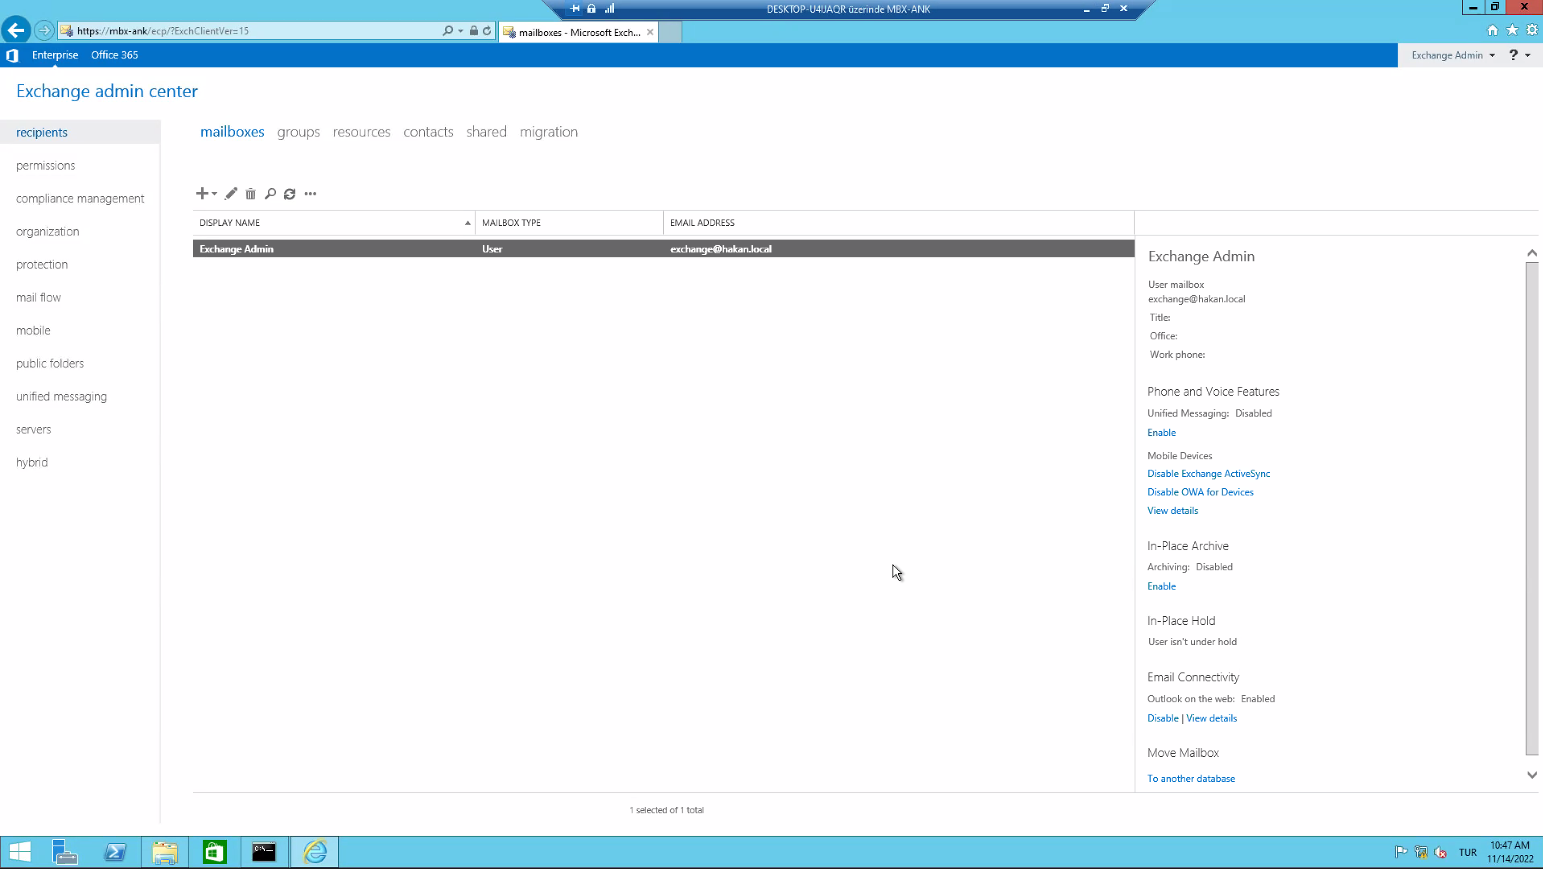 DESKTOP-U4UAQR üzerinde MBX-ANK
https://mbx-ank/ecp/?ExchClientVer=15
mailboxes - Microsoft Exch...
Enterprise Office 365
Exchange Admin ?
Exchange admin center
recipients
permissions
compliance management
organization
protection
mail flow
mobile
public folders
unified messaging
servers
hybrid
mailboxes groups resources contacts shared migration
DISPLAY NAME MAILBOX TYPE EMAIL ADDRESS
Exchange Admin User exchange@hakan.local
1 selected of 1 total
Exchange Admin
User mailbox
exchange@hakan.local
Title:
Office:
Work phone:
Phone and Voice Features
Unified Messaging: Disabled
Enable
Mobile Devices
Disable Exchange ActiveSync
Disable OWA for Devices
View details
In-Place Archive
Archiving: Disabled
Enable
In-Place Hold
User isn't under hold
Email Connectivity
Outlook on the web: Enabled
Disable | View details
Move Mailbox
To another database
TUR
10:47 AM
11/14/2022